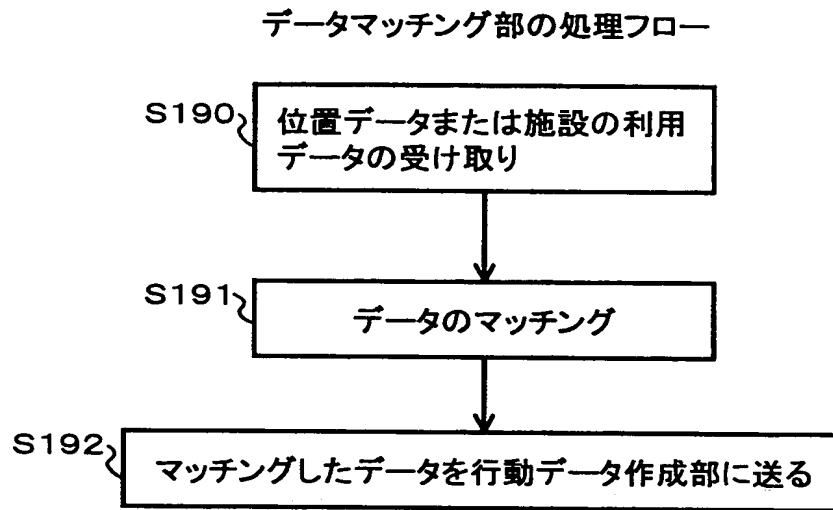 データマッチング部の処理フロー
S190
位置データまたは施設の利用
データの受け取り
S191
データのマッチング
S192
マッチングしたデータを行動データ作成部に送る